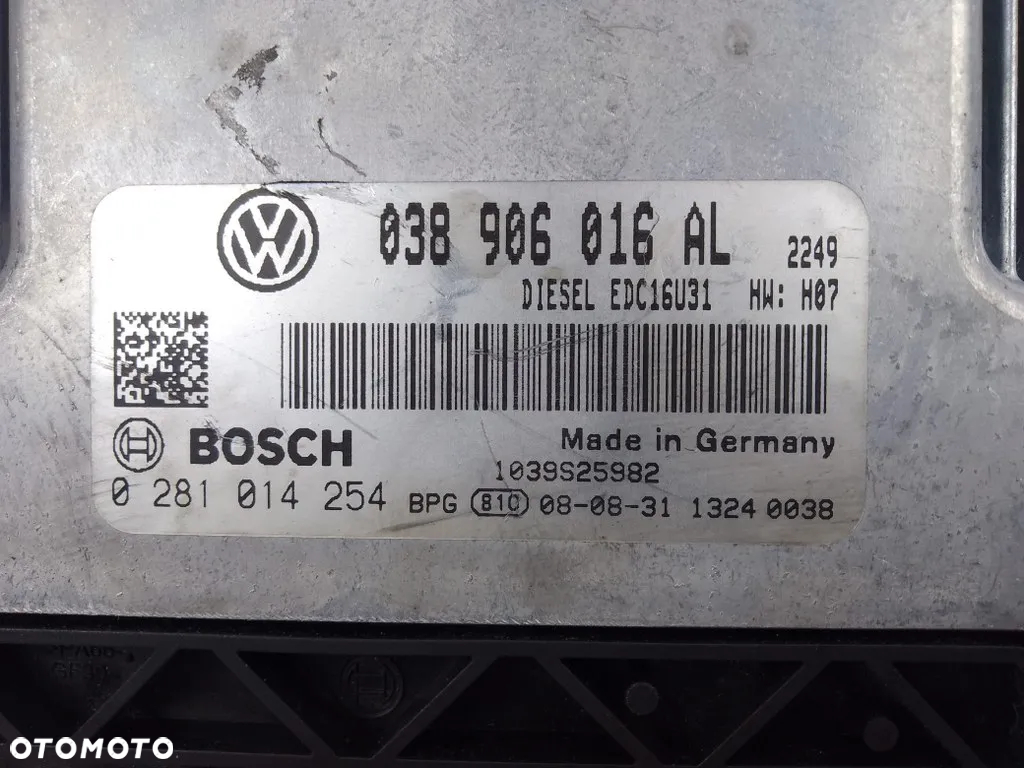 038 906 016 AL 2249
DIESEL EDC16U31 HW: H07
BOSCH Made in Germany
1039S25982
0 281 014 254 BPG 81C 08-08-31 1324 0038
OTOMOTO